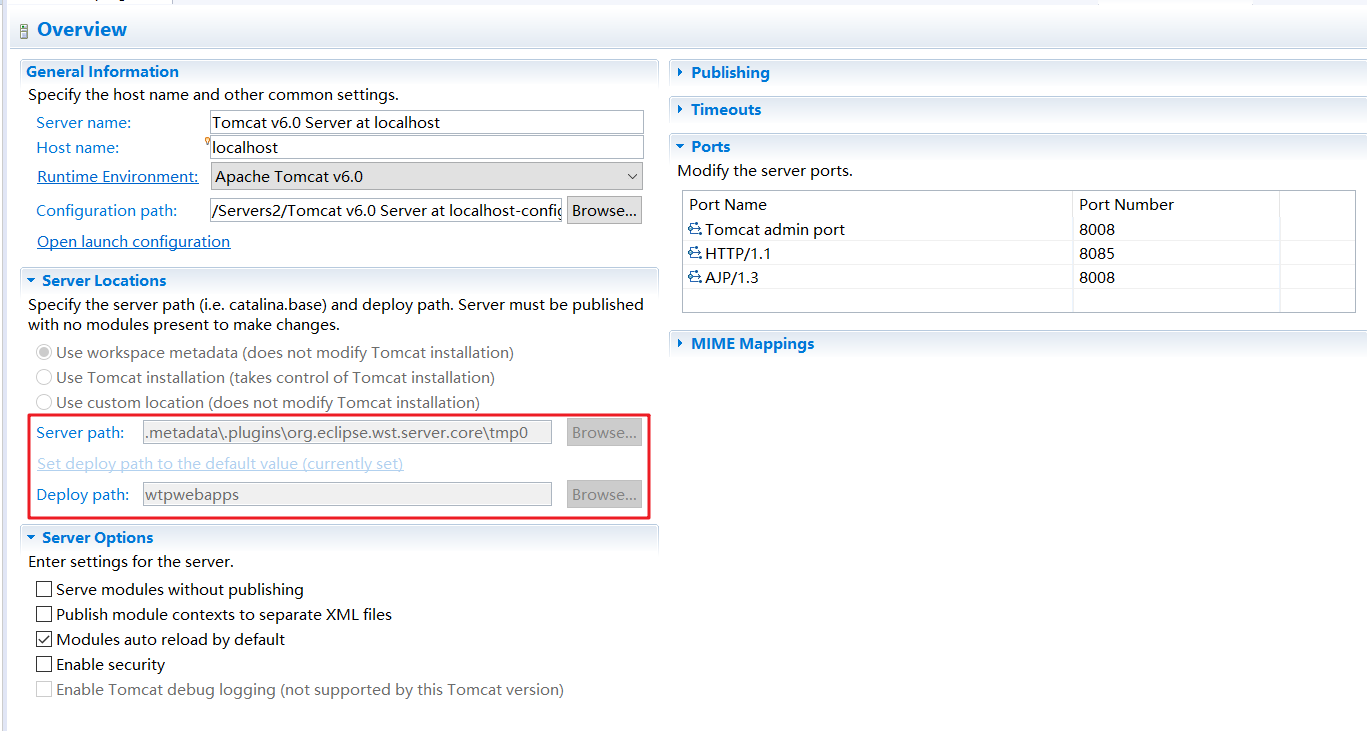 Overview
General Information
Specify the host name and other common settings.
Server name: Tomcat v6.0 Server at localhost
Host name: localhost
Runtime Environment: Apache Tomcat v6.0
Configuration path: /Servers2/Tomcat v6.0 Server at localhost-config Browse...
Open launch configuration
Server Locations
Specify the server path (i.e. catalina.base) and deploy path. Server must be published
with no modules present to make changes.
Use workspace metadata (does not modify Tomcat installation)
Use Tomcat installation (takes control of Tomcat installation)
Use custom location (does not modify Tomcat installation)
Server path: .metadata\.plugins\org.eclipse.wst.server.core\tmp0 Browse...
Set deploy path to the default value (currently set)
Deploy path: wtpwebapps Browse...
Server Options
Enter settings for the server.
Serve modules without publishing
Publish module contexts to separate XML files
Modules auto reload by default
Enable security
Enable Tomcat debug logging (not supported by this Tomcat version)
Publishing
Timeouts
Ports
Modify the server ports.
Port Name Port Number
Tomcat admin port 8008
HTTP/1.1 8085
AJP/1.3 8008
MIME Mappings